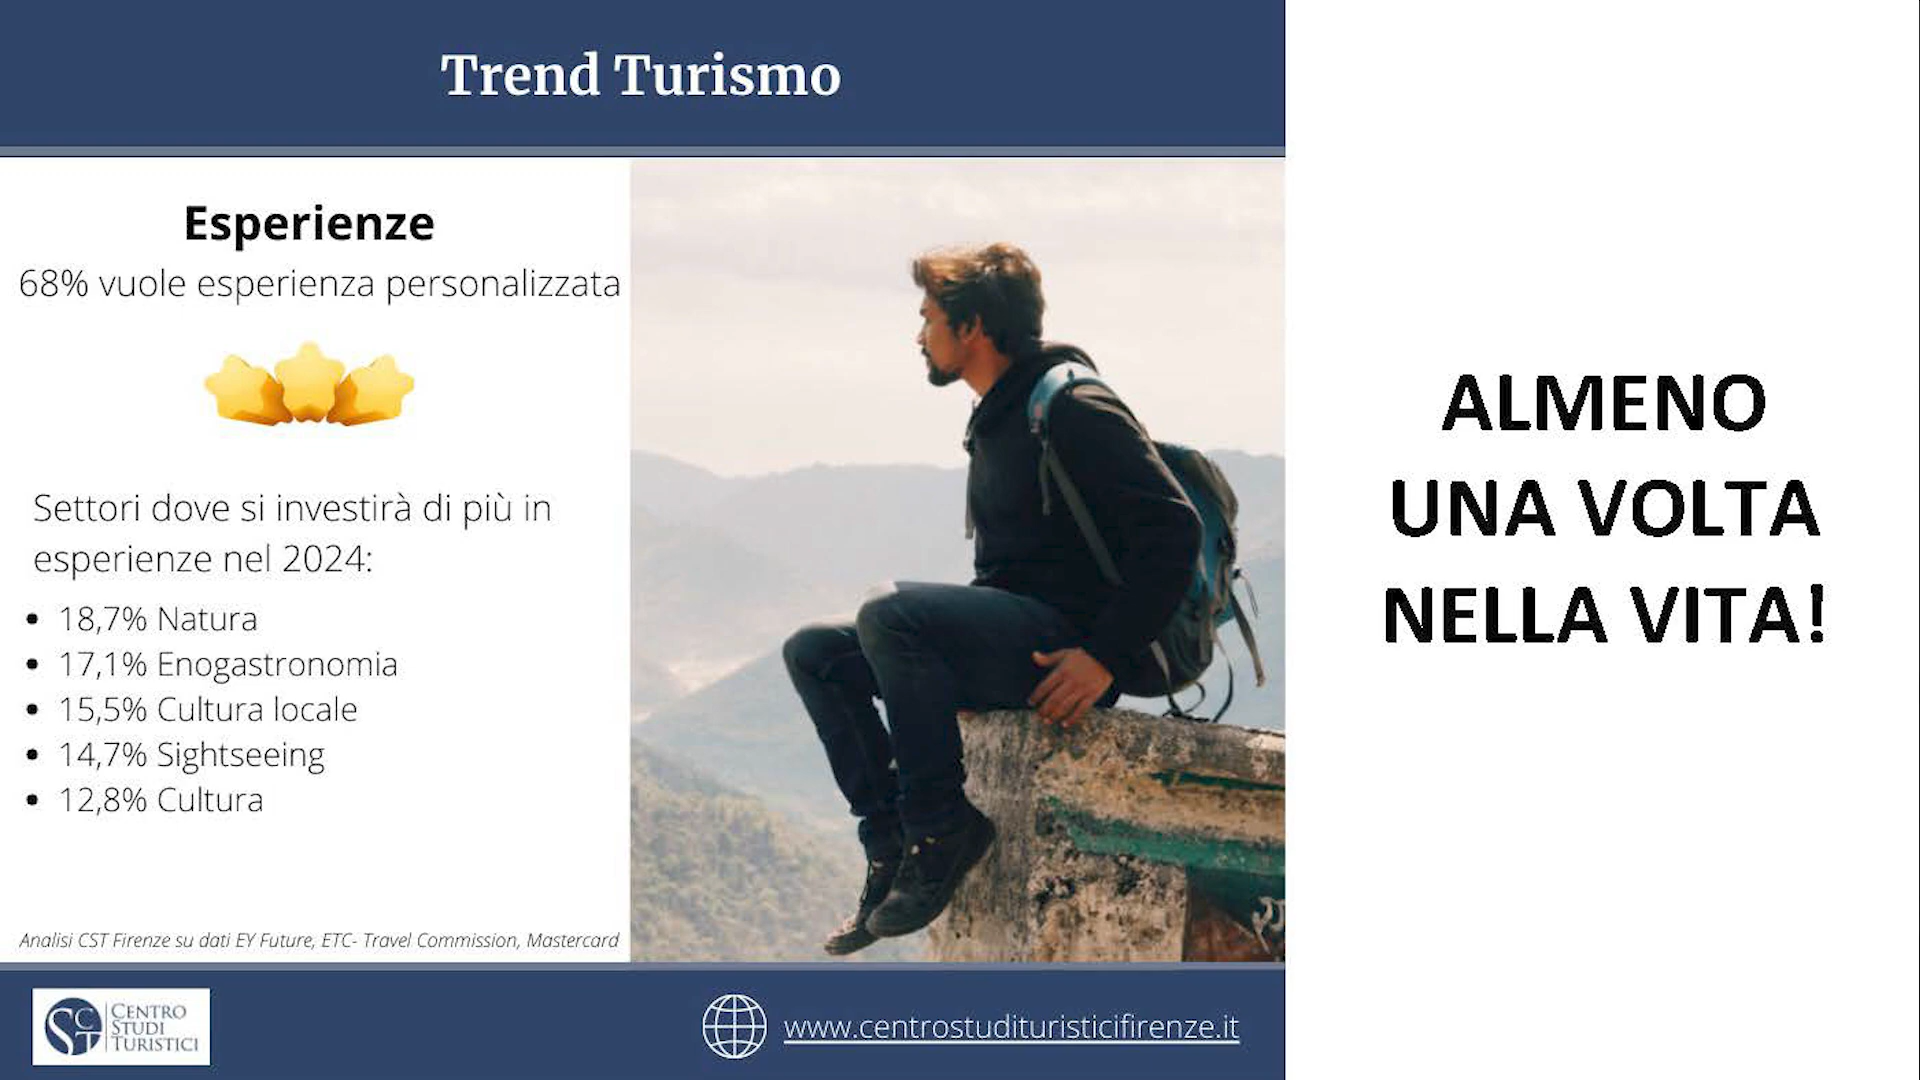 Trend Turismo
Esperienze
68% vuole esperienza personalizzata
Settori dove si investirà di più in
esperienze nel 2024:
• 18,7% Natura
• 17,1% Enogastronomia
• 15,5% Cultura locale
• 14,7% Sightseeing
• 12,8% Cultura
Analisi CST Firenze su dati EY Future, ETC- Travel Commission, Mastercard
CST
CENTRO
STUDI
TURISTICI
www.centrostudituristicifirenze.it
ALMENO
UNA VOLTA
NELLA VITA!